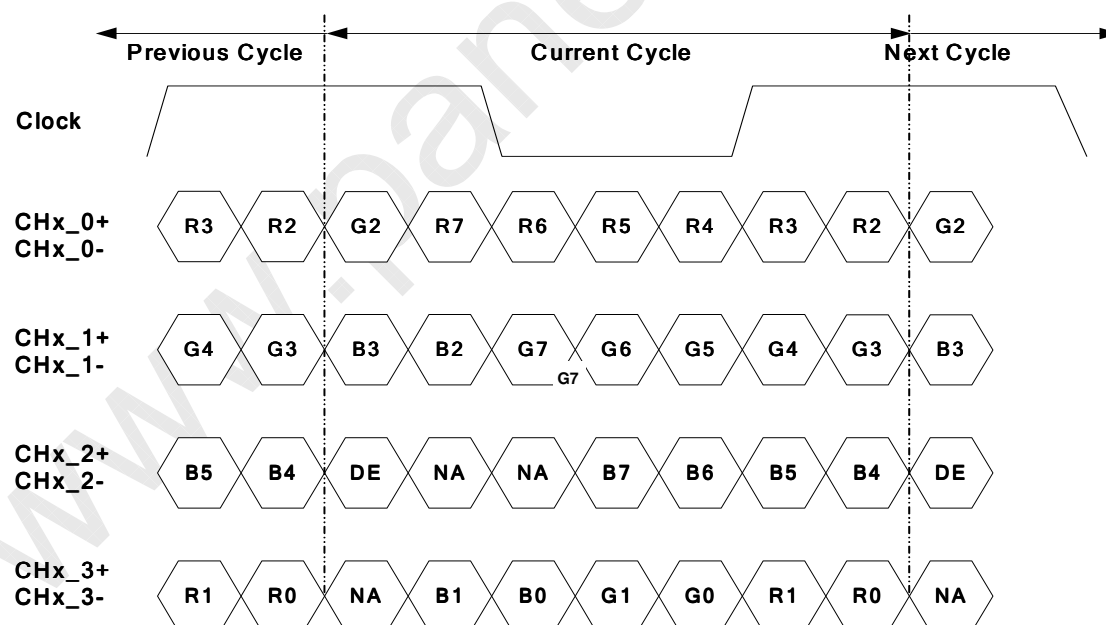 Previous Cycle Current Cycle Next Cycle
Clock
CHx_0+
CHx_0-
R3 R2 G2 R7 R6 R5 R4 R3 R2 G2
CHx_1+
CHx_1-
G4 G3 B3 B2 G7 G6 G5 G4 G3 B3
G7
CHx_2+
CHx_2-
B5 B4 DE NA NA B7 B6 B5 B4 DE
CHx_3+
CHx_3-
R1 R0 NA B1 B0 G1 G0 R1 R0 NA
www.pane